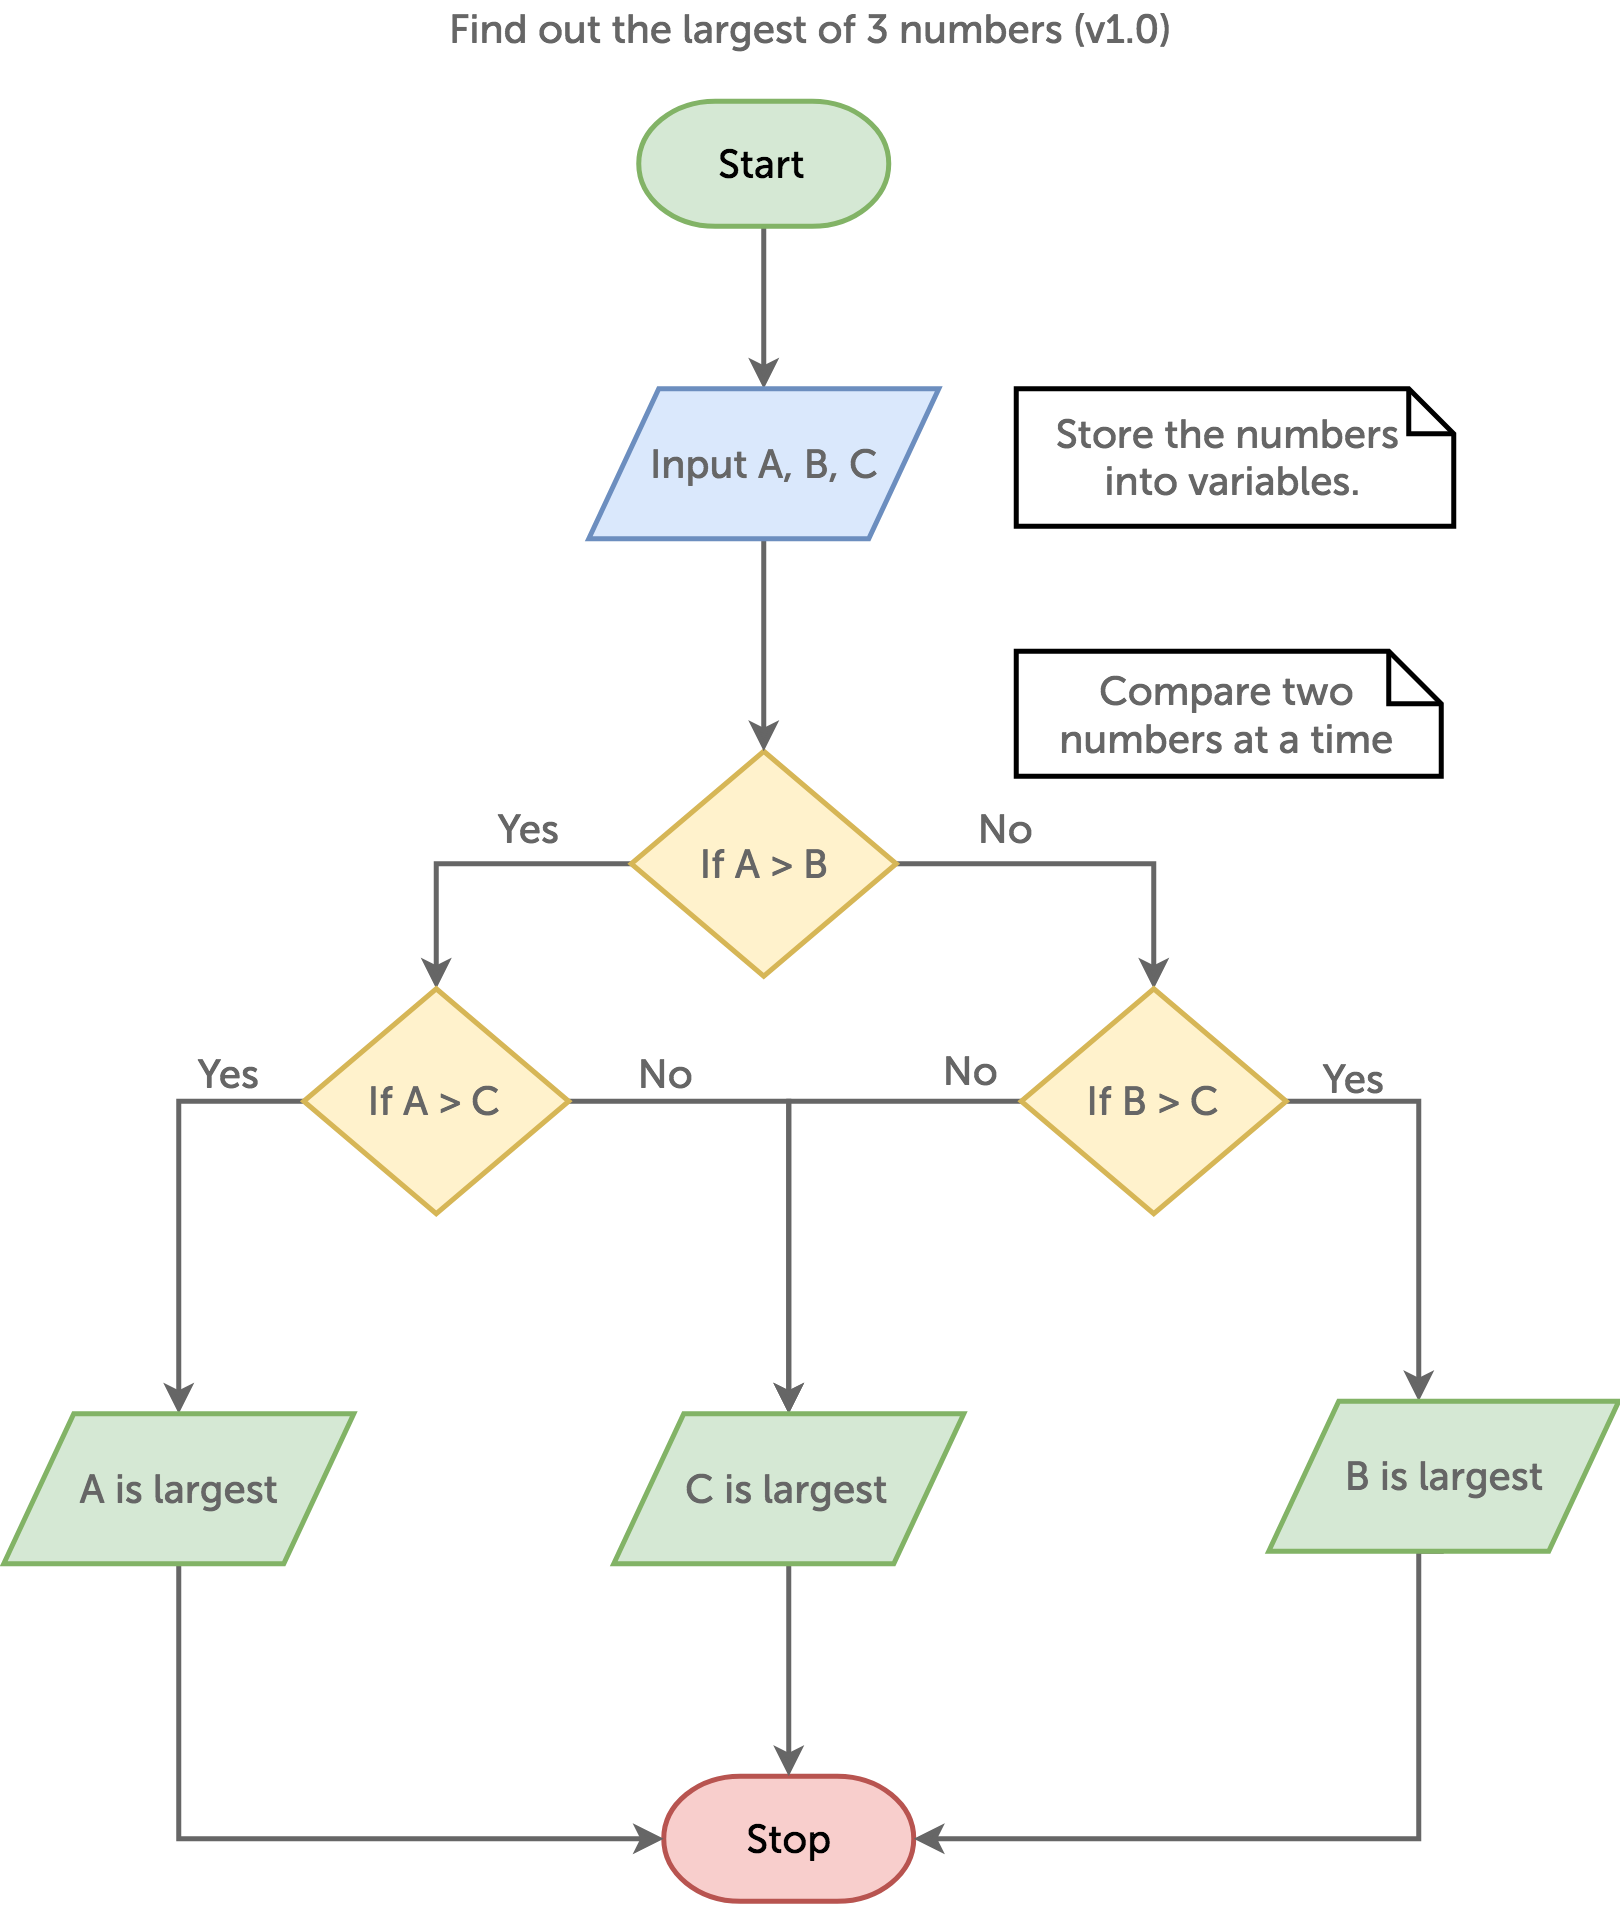 Find out the largest of 3 numbers (v1.0)
Start
Input A, B, C
Store the numbers
into variables.
Compare two
numbers at a time
Yes
No
If A > B
Yes
No
No
Yes
If A > C
If B > C
A is largest
C is largest
B is largest
Stop